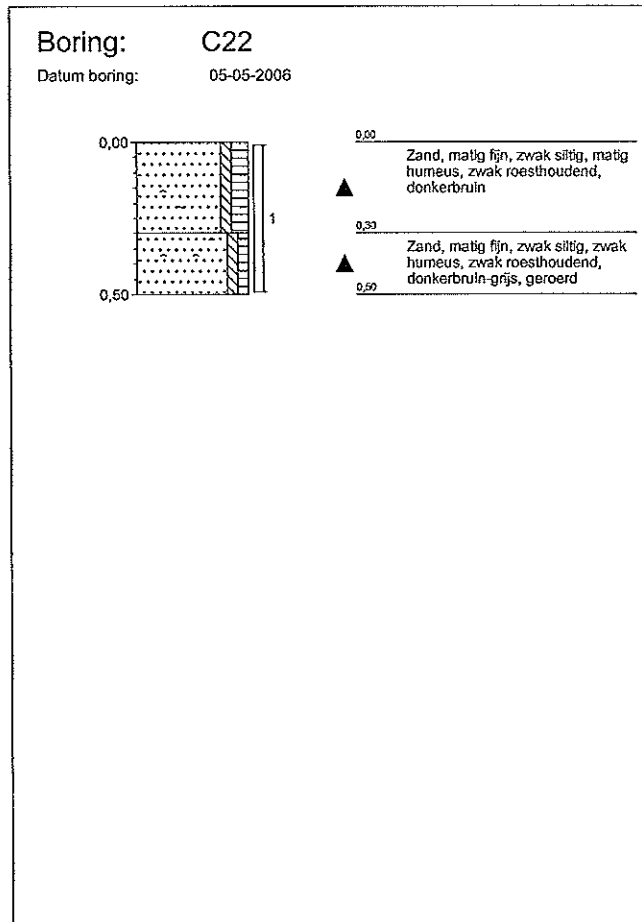 Boring: C22
Datum boring: 05-05-2006
0,00
0,50
1
0,00
Zand, matig fijn, zwak siltig, matig
humeus, zwak roesthoudend,
donkerbruin
0,30
Zand, matig fijn, zwak siltig, zwak
humeus, zwak roesthoudend,
donkerbruin-grijs, geroerd
0,50